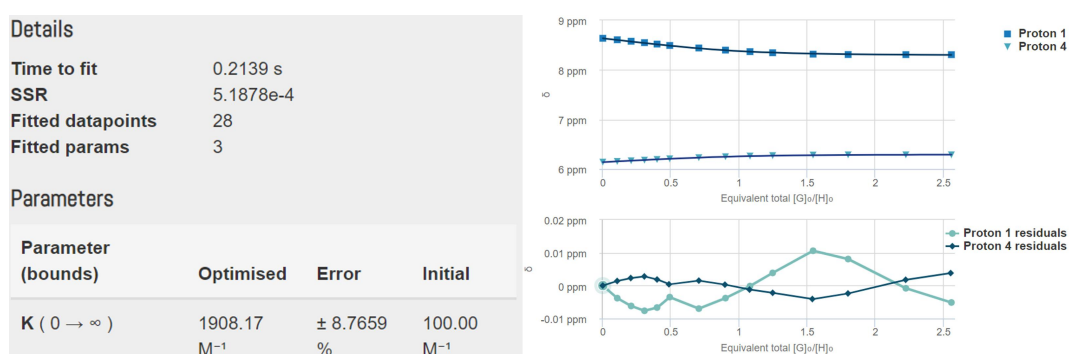 Details
Time to fit 0.2139 s
SSR 5.1878e-4
Fitted datapoints 28
Fitted params 3
Parameters
Parameter
(bounds) Optimised Error Initial
K ( 0 → ∞ ) 1908.17 ± 8.7659 100.00
M⁻¹ % M⁻¹
9 ppm
8 ppm
7 ppm
6 ppm
δ
0 0.5 1 1.5 2 2.5
Equivalent total [G]₀/[H]₀
Proton 1
Proton 4
0.02 ppm
0.01 ppm
0 ppm
-0.01 ppm
δ
0 0.5 1 1.5 2 2.5
Equivalent total [G]₀/[H]₀
Proton 1 residuals
Proton 4 residuals